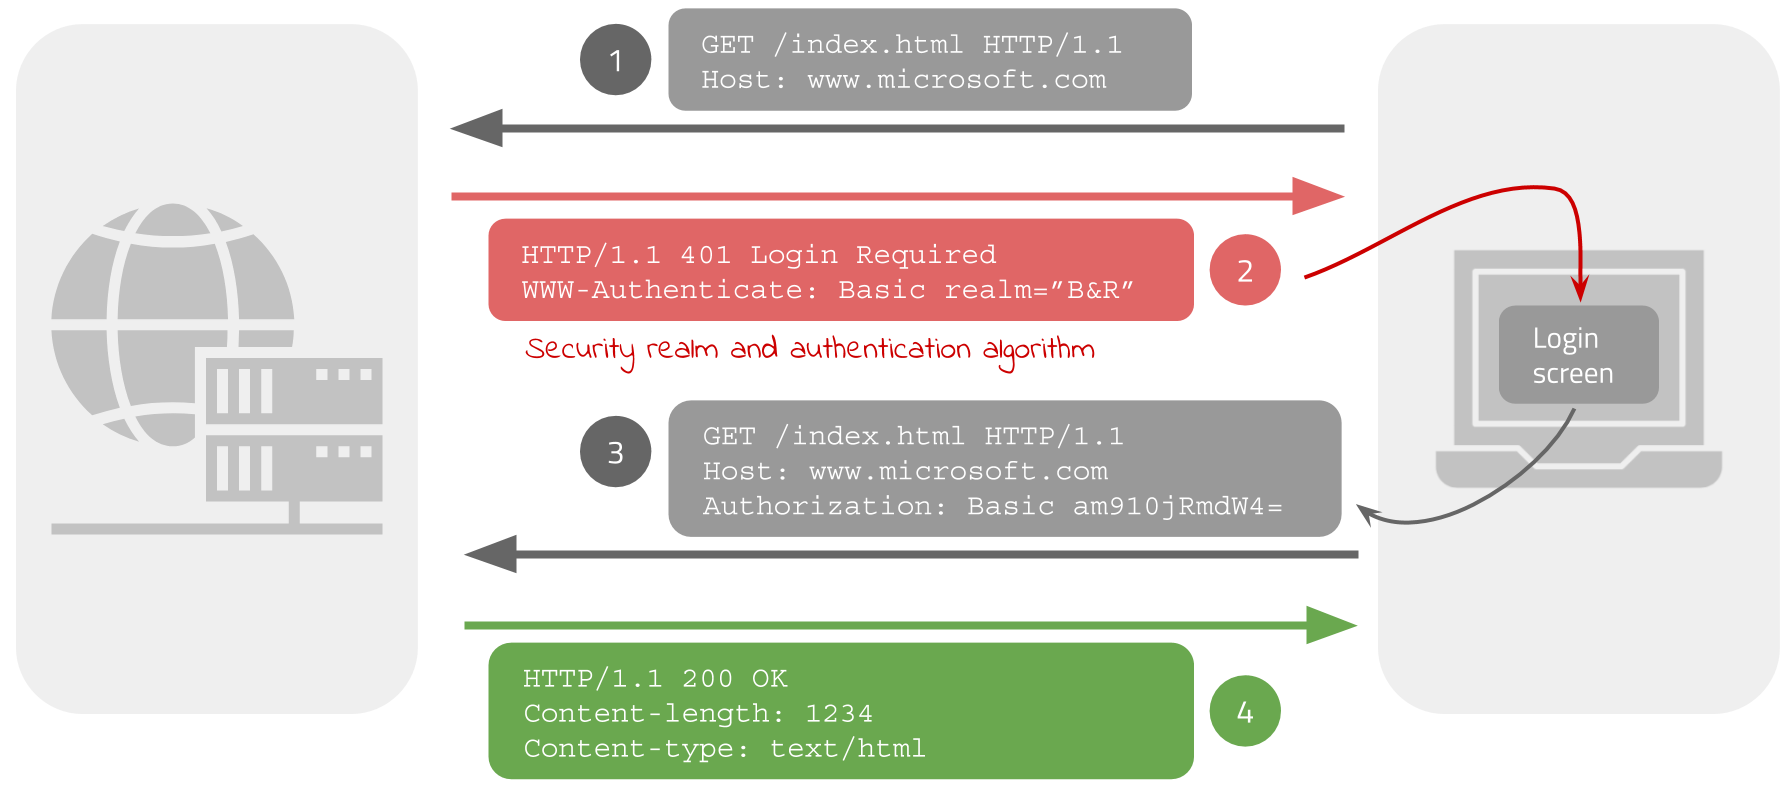 1
GET /index.html HTTP/1.1
Host: www.microsoft.com
HTTP/1.1 401 Login Required
WWW-Authenticate: Basic realm=”B&R”
2
Security realm and authentication algorithm
Login
screen
3
GET /index.html HTTP/1.1
Host: www.microsoft.com
Authorization: Basic am910jRmdW4=
HTTP/1.1 200 OK
Content-length: 1234
Content-type: text/html
4